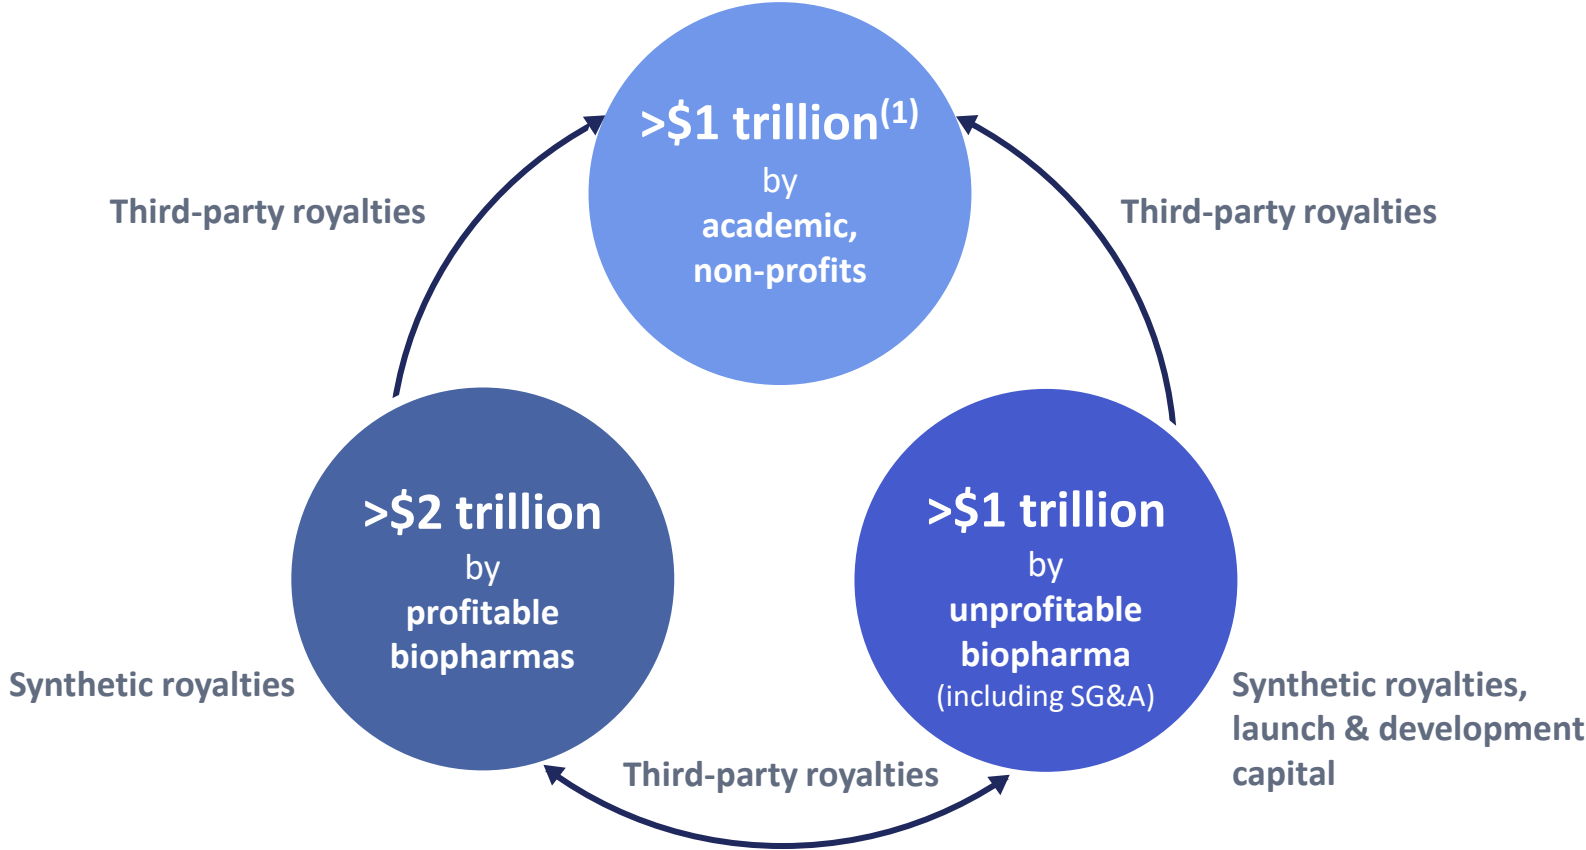 >$1 trillion(1)
by
academic,
non-profits
Third-party royalties
Third-party royalties
>$2 trillion
by
profitable
biopharmas
>$1 trillion
by
unprofitable
biopharma
(including SG&A)
Synthetic royalties
Synthetic royalties,
launch & development
capital
Third-party royalties